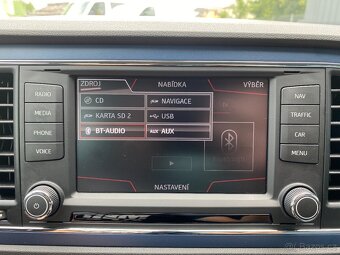 ZDROJ NABÍDKA VÝBĚR
RADIO
MEDIA
PHONE
VOICE
CD NAVIGACE
KARTA SD 2 USB
BT-AUDIO AUX AUX
NASTAVENÍ
NAV
TRAFFIC
CAR
MENU